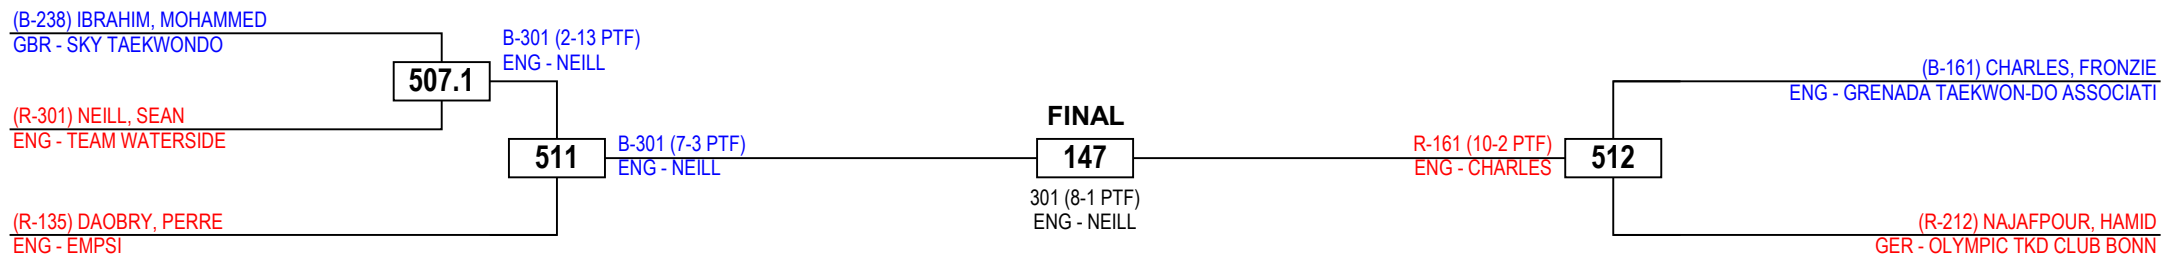 (B-238) IBRAHIM, MOHAMMED
GBR - SKY TAEKWONDO
B-301 (2-13 PTF)
ENG - NEILL
507.1
(R-301) NEILL, SEAN
ENG - TEAM WATERSIDE
511
B-301 (7-3 PTF)
ENG - NEILL
(R-135) DAOBRY, PERRE
ENG - EMPSI
FINAL
147
301 (8-1 PTF)
ENG - NEILL
(B-161) CHARLES, FRONZIE
ENG - GRENADA TAEKWON-DO ASSOCIATI
R-161 (10-2 PTF)
ENG - CHARLES
512
(R-212) NAJAFPOUR, HAMID
GER - OLYMPIC TKD CLUB BONN